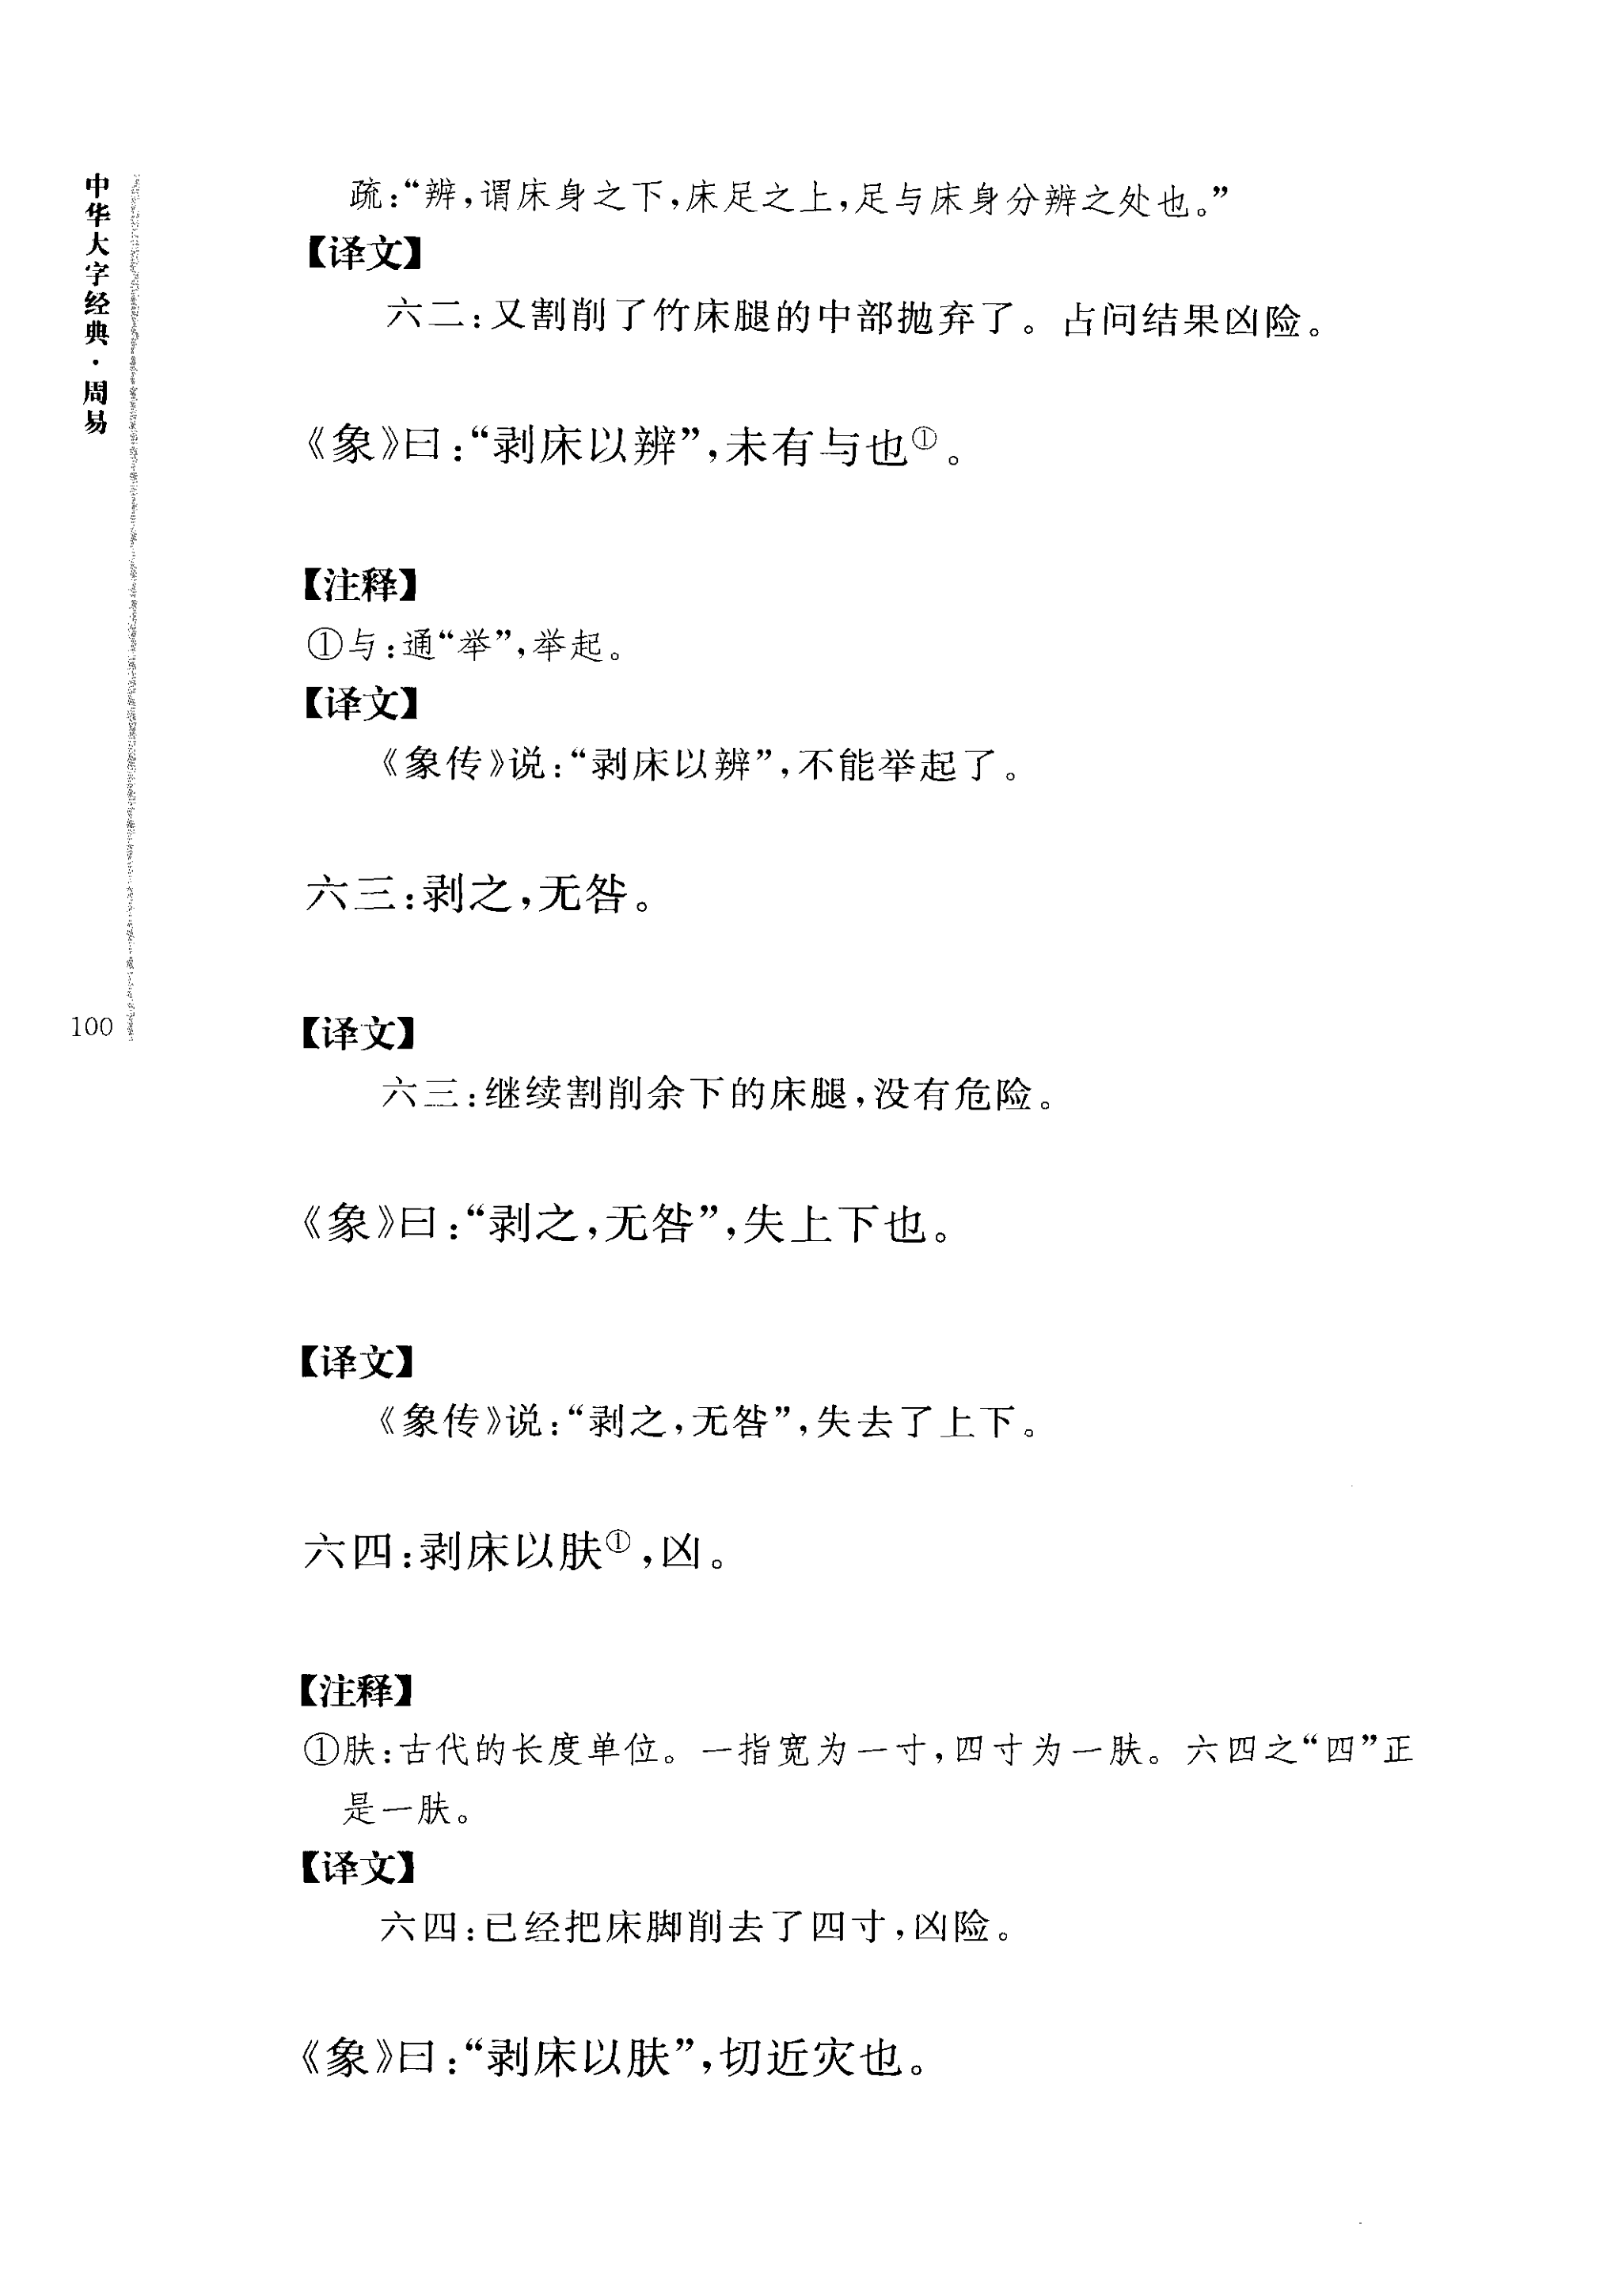 中华大字经典·周易
100
疏:“辨,谓床身之下,床足之上,足与床身分辨之处也。”
【译文】
六二:又割削了竹床腿的中部抛弃了。占问结果凶险。
《象》曰:“剥床以辨”,未有与也①。
【注释】
①与:通“举”,举起。
【译文】
《象传》说:“剥床以辨”,不能举起了。
六三:剥之,无咎。
【译文】
六三:继续割削余下的床腿,没有危险。
《象》曰:“剥之,无咎”,失上下也。
【译文】
《象传》说:“剥之,无咎”,失去了上下。
六四:剥床以肤①,凶。
【注释】
①肤:古代的长度单位。一指宽为一寸,四寸为一肤。六四之“四”正
是一肤。
【译文】
六四:已经把床脚削去了四寸,凶险。
《象》曰:“剥床以肤”,切近灾也。